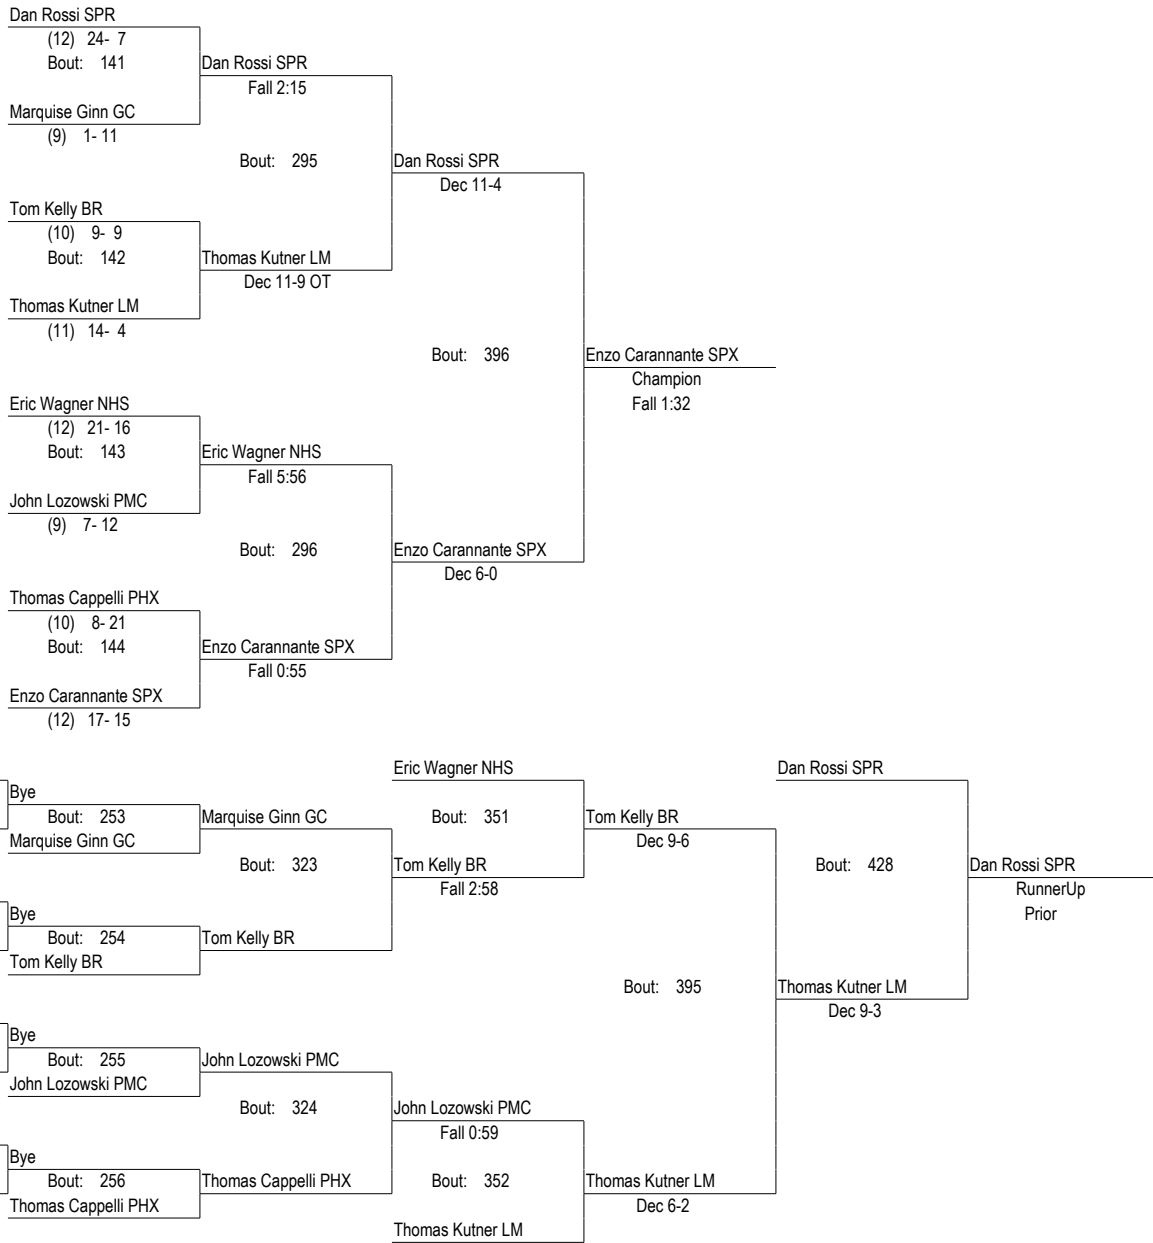 Dan Rossi SPR
(12) 24- 7
Bout: 141
Dan Rossi SPR
Fall 2:15
Marquise Ginn GC
(9) 1- 11
Bout: 295
Dan Rossi SPR
Dec 11-4
Tom Kelly BR
(10) 9- 9
Bout: 142
Thomas Kutner LM
Dec 11-9 OT
Thomas Kutner LM
(11) 14- 4
Bout: 396
Enzo Carannante SPX
Champion
Fall 1:32
Eric Wagner NHS
(12) 21- 16
Bout: 143
Eric Wagner NHS
Fall 5:56
John Lozowski PMC
(9) 7- 12
Bout: 296
Enzo Carannante SPX
Dec 6-0
Thomas Cappelli PHX
(10) 8- 21
Bout: 144
Enzo Carannante SPX
Fall 0:55
Enzo Carannante SPX
(12) 17- 15
Eric Wagner NHS
Dan Rossi SPR
Bye
Bout: 253
Marquise Ginn GC
Bout: 351
Tom Kelly BR
Marquise Ginn GC
Dec 9-6
Bout: 323
Tom Kelly BR
Fall 2:58
Bout: 428
Dan Rossi SPR
RunnerUp
Prior
Bye
Bout: 254
Tom Kelly BR
Tom Kelly BR
Bout: 395
Thomas Kutner LM
Dec 9-3
Bye
Bout: 255
John Lozowski PMC
John Lozowski PMC
Bout: 324
John Lozowski PMC
Fall 0:59
Bye
Bout: 256
Thomas Cappelli PHX
Bout: 352
Thomas Kutner LM
Thomas Cappelli PHX
Dec 6-2
Thomas Kutner LM